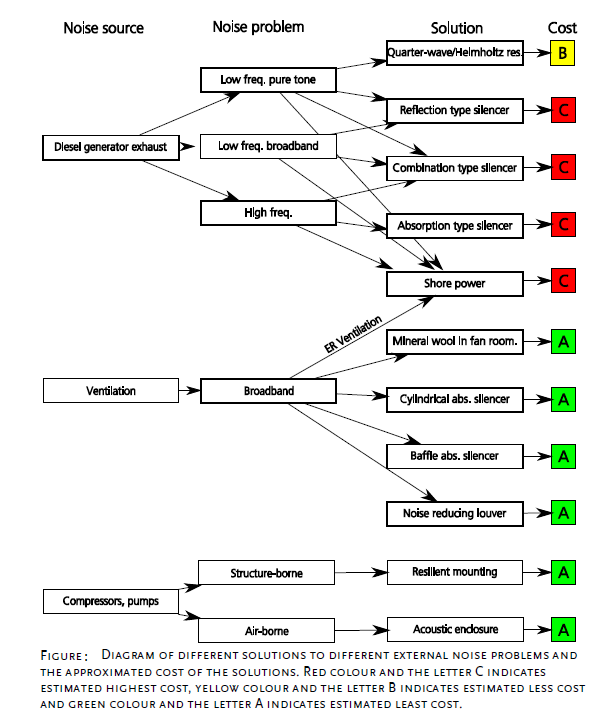 Noise source Noise problem Solution Cost
Quarter-wave/Helmholtz res. B
Low freq. pure tone
Reflection type silencer C
Diesel generator exhaust Low freq. broadband
Combination type silencer C
High freq.
Absorption type silencer C
Shore power C
ER Ventilation
Mineral wool in fan room. A
Ventilation Broadband
Cylindrical abs. silencer A
Baffle abs. silencer A
Noise reducing louver A
Structure-borne Resilient mounting A
Compressors, pumps
Air-borne Acoustic enclosure A
FIGURE: DIAGRAM OF DIFFERENT SOLUTIONS TO DIFFERENT EXTERNAL NOISE PROBLEMS AND
THE APPROXIMATED COST OF THE SOLUTIONS. RED COLOUR AND THE LETTER C INDICATES
ESTIMATED HIGHEST COST, YELLOW COLOUR AND THE LETTER B INDICATES ESTIMATED LESS COST
AND GREEN COLOUR AND THE LETTER A INDICATES ESTIMATED LEAST COST.